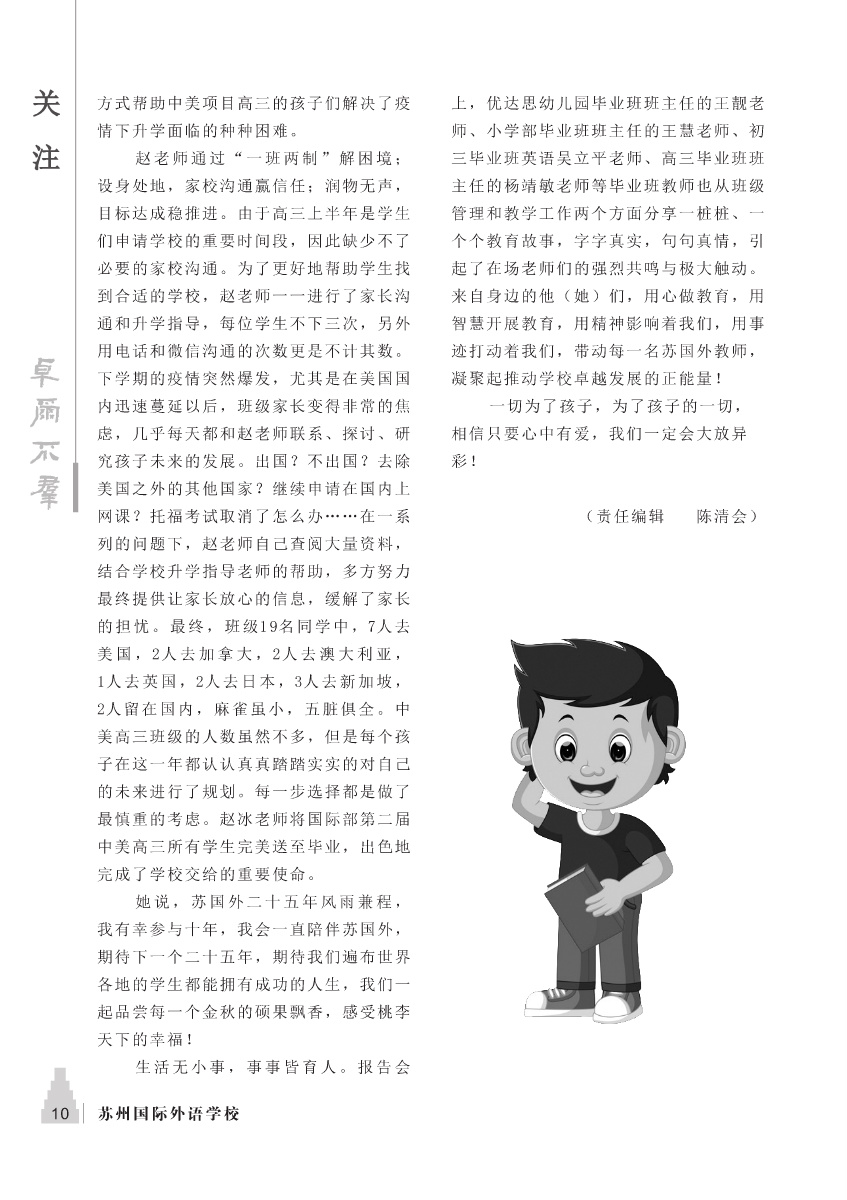 关
注
卓尔不群
方式帮助中美项目高三的孩子们解决了疫
情下升学面临的种种困难。
赵老师通过“一班两制”解困境；
设身处地，家校沟通赢信任；润物无声，
目标达成稳推进。由于高三上半年是学生
们申请学校的重要时间段，因此缺少不了
必要的家校沟通。为了更好地帮助学生找
到合适的学校，赵老师一一进行了家长沟
通和升学指导，每位学生不下三次，另外
用电话和微信沟通的次数更是不计其数。
下学期的疫情突然爆发，尤其是在美国国
内迅速蔓延以后，班级家长变得非常的焦
虑，几乎每天都和赵老师联系、探讨、研
究孩子未来的发展。出国？不出国？去除
美国之外的其他国家？继续申请在国内上
网课？托福考试取消了怎么办……在一系
列的问题下，赵老师自己查阅大量资料，
结合学校升学指导老师的帮助，多方努力
最终提供让家长放心的信息，缓解了家长
的担忧。最终，班级19名同学中，7人去
美国，2人去加拿大，2人去澳大利亚，
1人去英国，2人去日本，3人去新加坡，
2人留在国内，麻雀虽小，五脏俱全。中
美高三班级的人数虽然不多，但是每个孩
子在这一年都认认真真踏踏实实的对自己
的未来进行了规划。每一步选择都是做了
最慎重的考虑。赵冰老师将国际部第二届
中美高三所有学生完美送至毕业，出色地
完成了学校交给的重要使命。
她说，苏国外二十五年风雨兼程，
我有幸参与十年，我会一直陪伴苏国外，
期待下一个二十五年，期待我们遍布世界
各地的学生都能拥有成功的人生，我们一
起品尝每一个金秋的硕果飘香，感受桃李
天下的幸福！
生活无小事，事事皆育人。报告会
上，优达思幼儿园毕业班班主任的王靓老
师、小学部毕业班班主任的王慧老师、初
三毕业班英语吴立平老师、高三毕业班班
主任的杨靖敏老师等毕业班教师也从班级
管理和教学工作两个方面分享一桩桩、一
个个教育故事，字字真实，句句真情，引
起了在场老师们的强烈共鸣与极大触动。
来自身边的他（她）们，用心做教育，用
智慧开展教育，用精神影响着我们，用事
迹打动着我们，带动每一名苏国外教师，
凝聚起推动学校卓越发展的正能量！
一切为了孩子，为了孩子的一切，
相信只要心中有爱，我们一定会大放异
彩！
（责任编辑　陈清会）
10 苏州国际外语学校